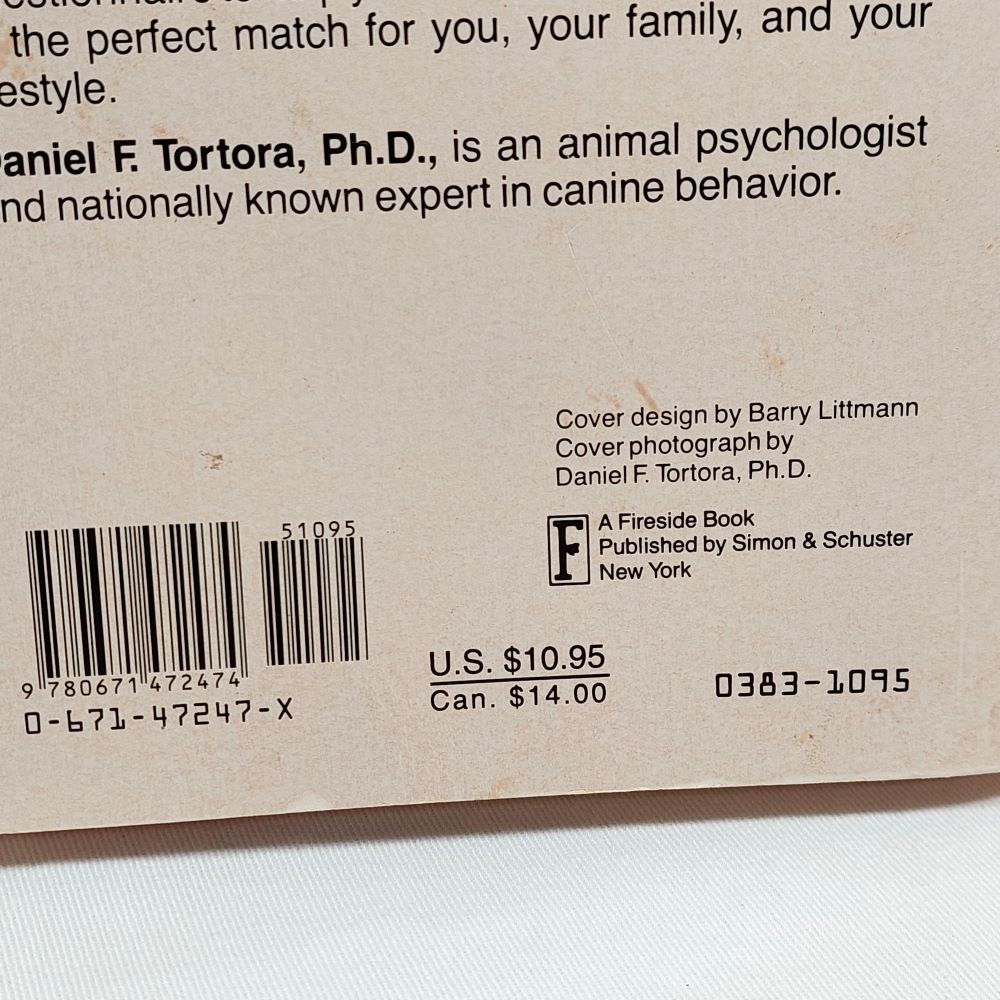 the perfect match for you, your family, and your
estyle.
aniel F. Tortora, Ph.D., is an animal psychologist
nd nationally known expert in canine behavior.
Cover design by Barry Littmann
Cover photograph by
Daniel F. Tortora, Ph.D.
F
A Fireside Book
Published by Simon & Schuster
New York
51095
9 780671 472474
0-671-47247-X
U.S. $10.95
Can. $14.00
0383-1095